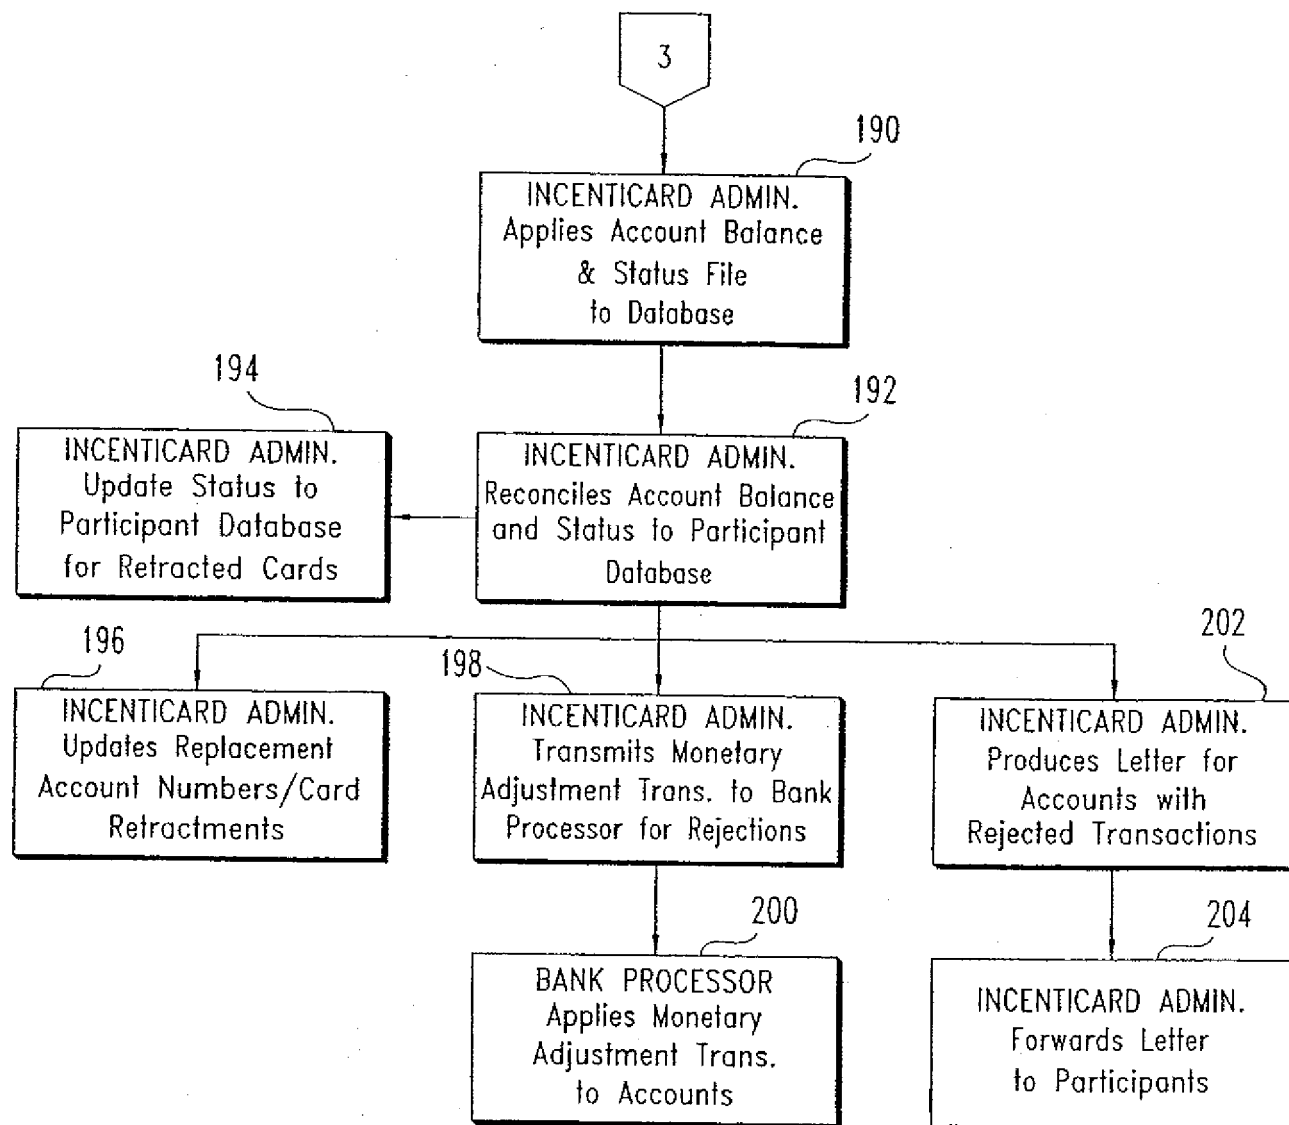 3
190
INCENTICARD ADMIN.
Applies Account Balance
& Status File
to Database
194
INCENTICARD ADMIN.
Update Status to
Participant Database
for Retracted Cards
192
INCENTICARD ADMIN.
Reconciles Account Balance
and Status to Participant
Database
196
INCENTICARD ADMIN.
Updates Replacement
Account Numbers/Card
Retractments
198
INCENTICARD ADMIN.
Transmits Monetary
Adjustment Trans. to Bank
Processor for Rejections
202
INCENTICARD ADMIN.
Produces Letter for
Accounts with
Rejected Transactions
200
BANK PROCESSOR
Applies Monetary
Adjustment Trans.
to Accounts
204
INCENTICARD ADMIN.
Forwards Letter
to Participants